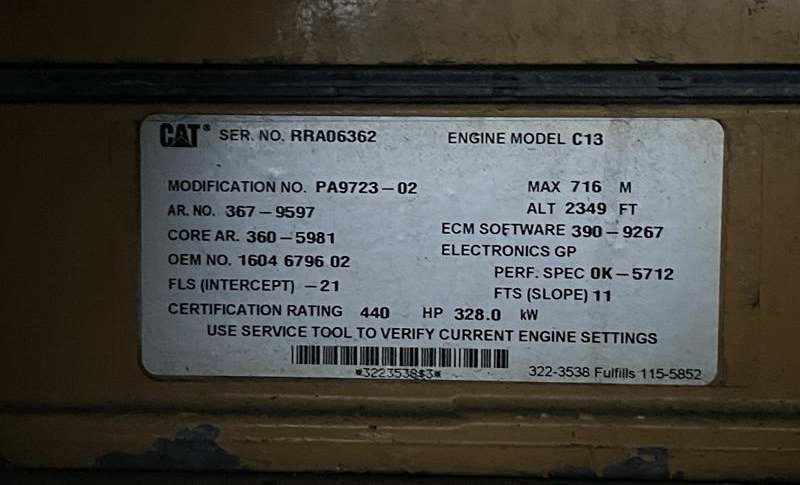 CAT® SER. NO. RRA06362 ENGINE MODEL C13
MODIFICATION NO. PA9723-02 MAX 716 M
AR. NO. 367-9597 ALT 2349 FT
CORE AR. 360-5981 ECM SOFTWARE 390-9267
OEM NO. 1604 6796 02 ELECTRONICS GP
PERF. SPEC 0K-5712
FLS (INTERCEPT) -21 FTS (SLOPE) 11
CERTIFICATION RATING 440 HP 328.0 kW
USE SERVICE TOOL TO VERIFY CURRENT ENGINE SETTINGS
*3223538$3*
322-3538 Fulfills 115-5852